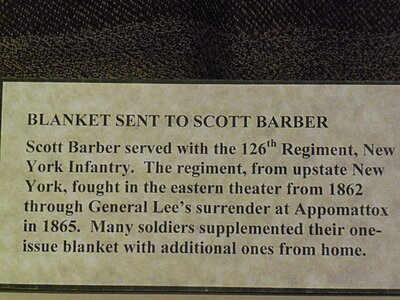 BLANKET SENT TO SCOTT BARBER
Scott Barber served with the 126th Regiment, New
York Infantry.  The regiment, from upstate New
York, fought in the eastern theater from 1862
through General Lee's surrender at Appomattox
in 1865.  Many soldiers supplemented their one-
issue blanket with additional ones from home.